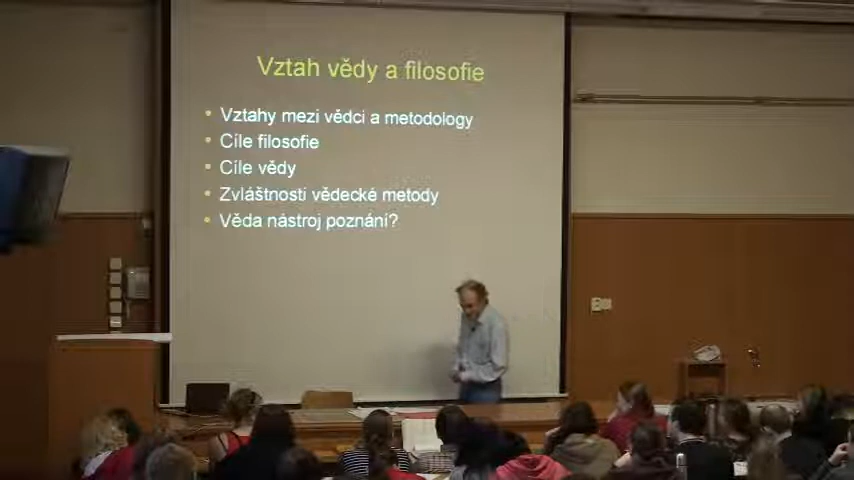 Vztah vědy a filosofie
• Vztahy mezi vědci a metodology
• Cíle filosofie
• Cíle vědy
• Zvláštnosti vědecké metody
• Věda nástroj poznání?